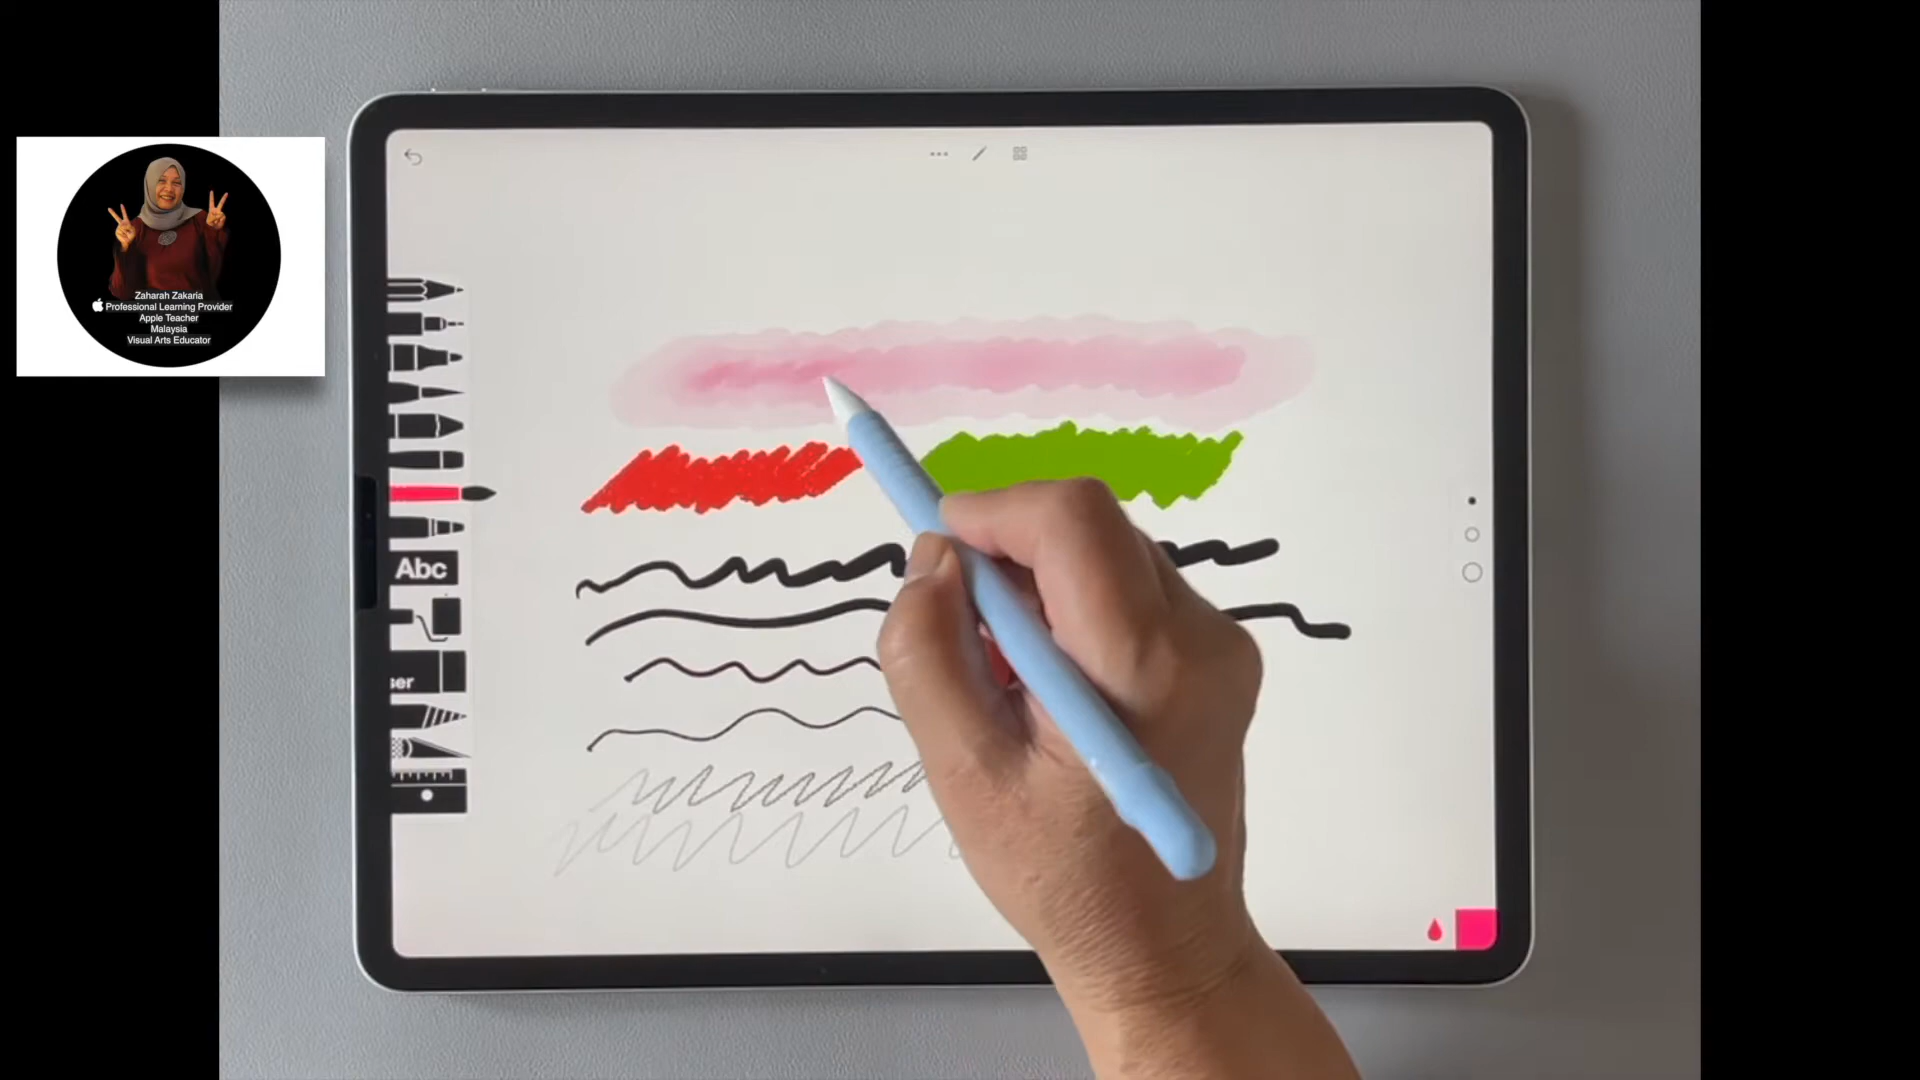 Zaharah Zakaria
Professional Learning Provider
Apple Teacher
Malaysia
Visual Arts Educator
Abc
ser